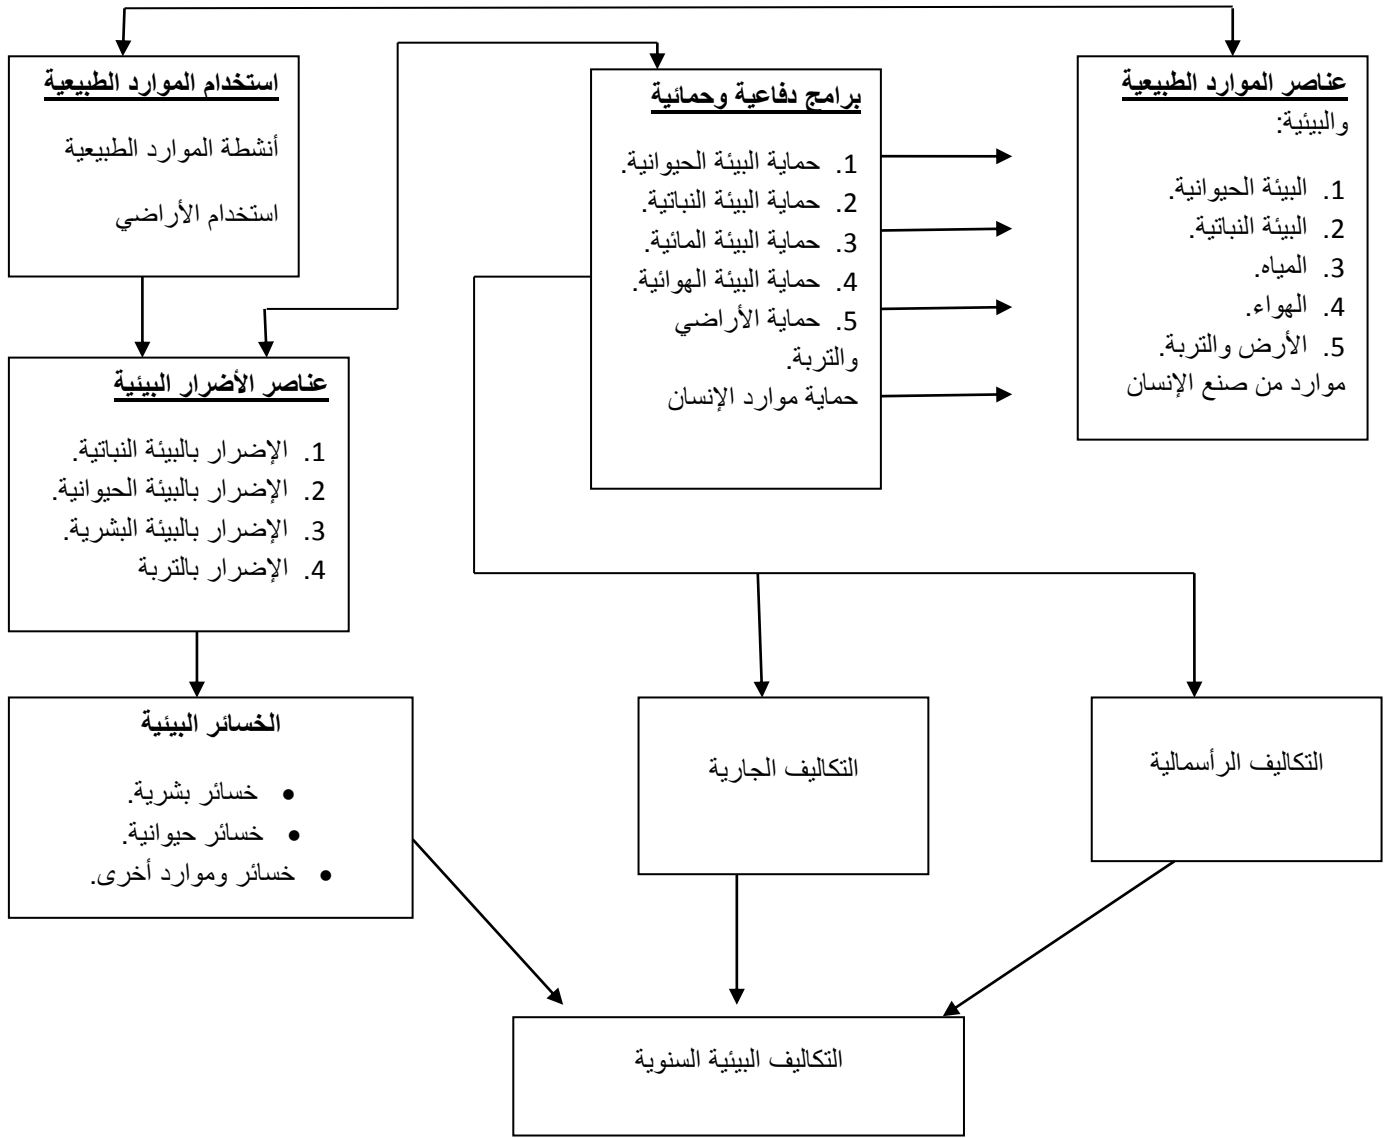 عناصر الموارد الطبيعية
والبيئية:
1. البيئة الحيوانية.
2. البيئة النباتية.
3. المياه.
4. الهواء.
5. الأرض والتربة.
موارد من صنع الإنسان
برامج دفاعية وحمائية
1. حماية البيئة الحيوانية.
2. حماية البيئة النباتية.
3. حماية البيئة المائية.
4. حماية البيئة الهوائية.
5. حماية الأراضي
والتربة.
حماية موارد الإنسان
استخدام الموارد الطبيعية
أنشطة الموارد الطبيعية
استخدام الأراضي
عناصر الأضرار البيئية
1. الإضرار بالبيئة النباتية.
2. الإضرار بالبيئة الحيوانية.
3. الإضرار بالبيئة البشرية.
4. الإضرار بالتربة
التكاليف الرأسمالية
التكاليف الجارية
الخسائر البيئية
• خسائر بشرية.
• خسائر حيوانية.
• خسائر وموارد أخرى.
التكاليف البيئية السنوية